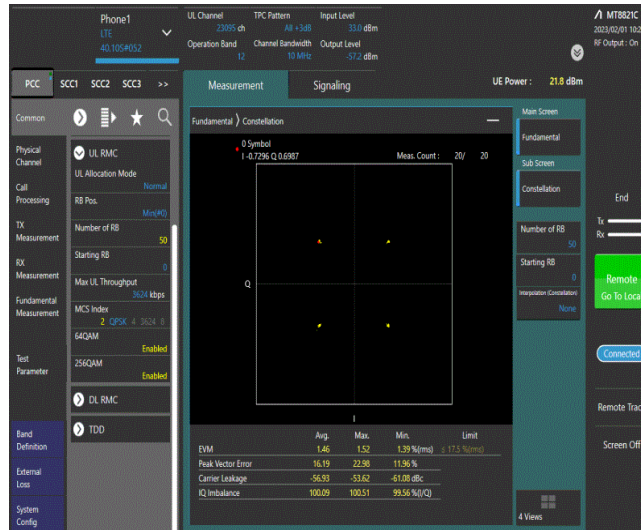 Phone1
LTE
40.105#052
UL Channel
23095 ch
TPC Pattern
Alt +3dB
Input Level
33.0 dBm
Operation Band
12
Channel Bandwidth
10 MHz
Output Level
-57.2 dBm
MT8821C
2023/02/01 10:2
RF Output : On
PCC SCC1 SCC2 SCC3 >>
Measurement
Signaling
UE Power : 21.8 dBm
Common
Physical
Channel
Call
Processing
TX
Measurement
RX
Measurement
Fundamental
Measurement
Test
Parameter
Band
Definition
External
Loss
System
Config
UL RMC
UL Allocation Mode
Normal
RB Pos.
Min(#0)
Number of RB
50
Starting RB
0
Max UL Throughput
3624 kbps
MCS Index
2 QPSK 4 3624 8
64QAM
Enabled
256QAM
Enabled
DL RMC
TDD
Fundamental ⟩ Constellation
0 Symbol
I -0.7296 Q 0.6987
Meas. Count : 20/ 20
Q
I
Avg. Max. Min. Limit
EVM 1.46 1.52 1.39 %(rms) ≤ 17.5 %(rms)
Peak Vector Error 16.19 22.98 11.96 %
Carrier Leakage -56.93 -53.62 -61.08 dBc
IQ Imbalance 100.09 100.51 99.56 %(I/Q)
Main Screen
Fundamental
Sub Screen
Constellation
Number of RB
50
Starting RB
0
Interpolation (Constellation)
None
4 Views
End
Tx
Rx
Remote
Go To Local
Connected
Remote Trac
Screen Off